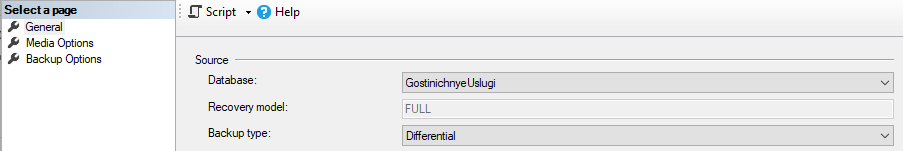 Select a page
General
Media Options
Backup Options
Script Help
Source
Database: GostinichnyeUslugi
Recovery model: FULL
Backup type: Differential